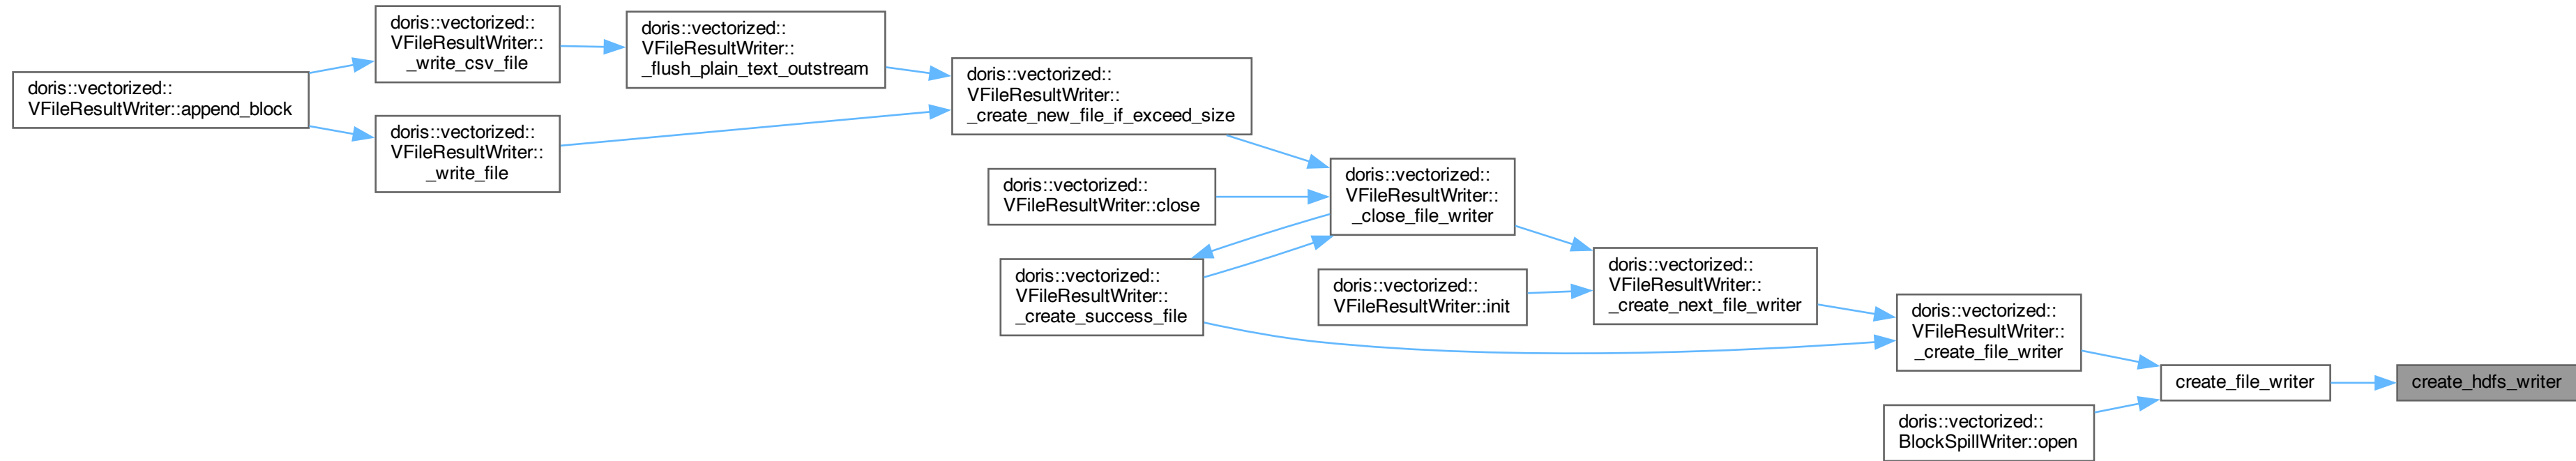 doris::vectorized::
VFileResultWriter::append_block
doris::vectorized::
VFileResultWriter::
_write_csv_file
doris::vectorized::
VFileResultWriter::
_write_file
doris::vectorized::
VFileResultWriter::
_flush_plain_text_outstream
doris::vectorized::
VFileResultWriter::
_create_new_file_if_exceed_size
doris::vectorized::
VFileResultWriter::close
doris::vectorized::
VFileResultWriter::
_create_success_file
doris::vectorized::
VFileResultWriter::
_close_file_writer
doris::vectorized::
VFileResultWriter::init
doris::vectorized::
VFileResultWriter::
_create_next_file_writer
doris::vectorized::
VFileResultWriter::
_create_file_writer
doris::vectorized::
BlockSpillWriter::open
create_file_writer
create_hdfs_writer